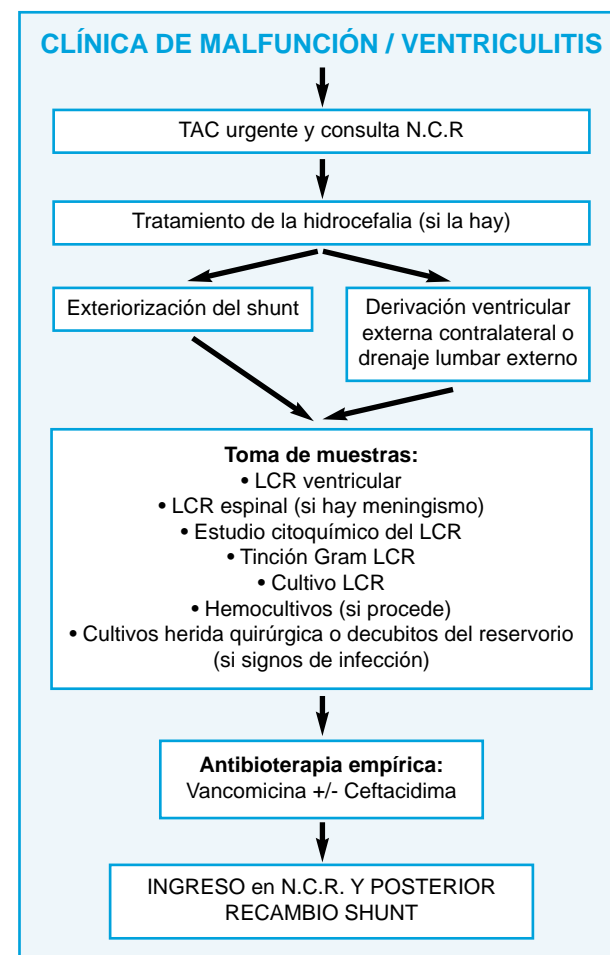 CLÍNICA DE MALFUNCIÓN / VENTRICULITIS
TAC urgente y consulta N.C.R
Tratamiento de la hidrocefalia (si la hay)
Exteriorización del shunt
Derivación ventricular
externa contralateral o
drenaje lumbar externo
Toma de muestras:
• LCR ventricular
• LCR espinal (si hay meningismo)
• Estudio citoquímico del LCR
• Tinción Gram LCR
• Cultivo LCR
• Hemocultivos (si procede)
• Cultivos herida quirúrgica o decubitos del reservorio
(si signos de infección)
Antibioterapia empírica:
Vancomicina +/- Ceftacidima
INGRESO en N.C.R. Y POSTERIOR
RECAMBIO SHUNT